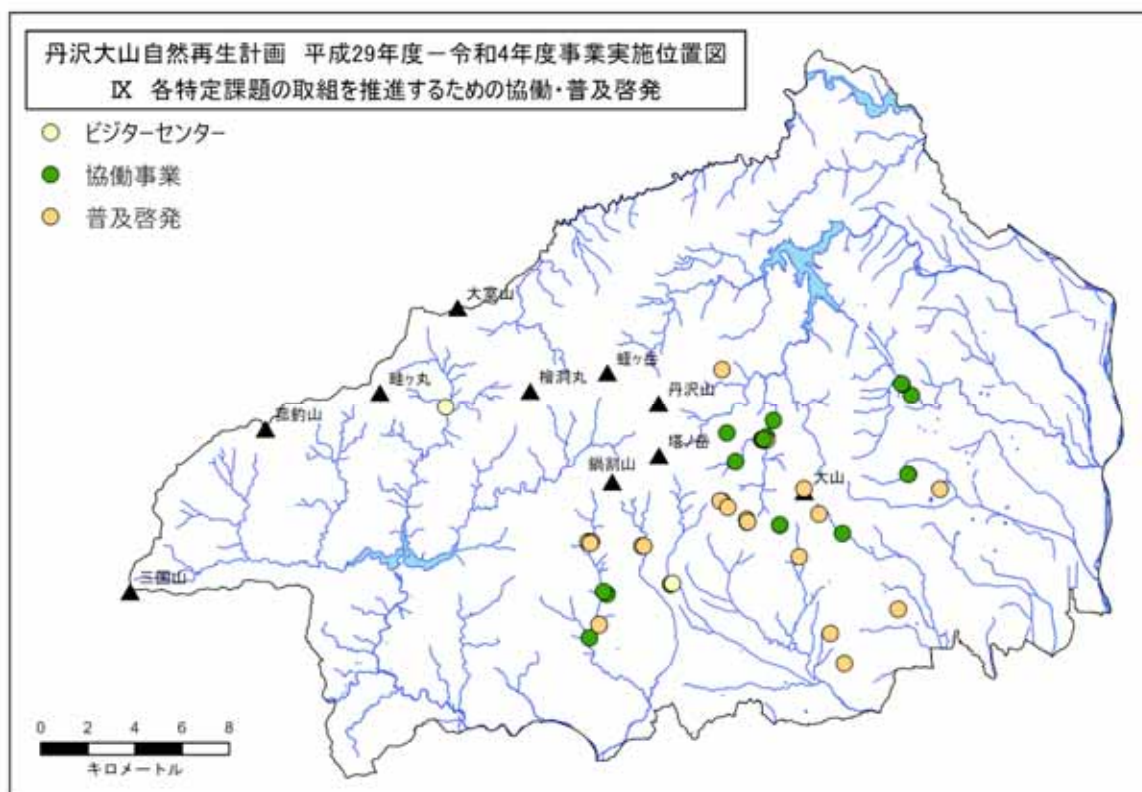 丹沢大山自然再生計画 平成29年度－令和4年度事業実施位置図
Ⅸ 各特定課題の取組を推進するための協働・普及啓発
ビジターセンター
協働事業
普及啓発
大室山
蛭ヶ岳
畦ヶ丸
檜洞丸
丹沢山
菰釣山
塔ノ岳
鍋割山
大山
三国山
0 2 4 6 8
キロメートル